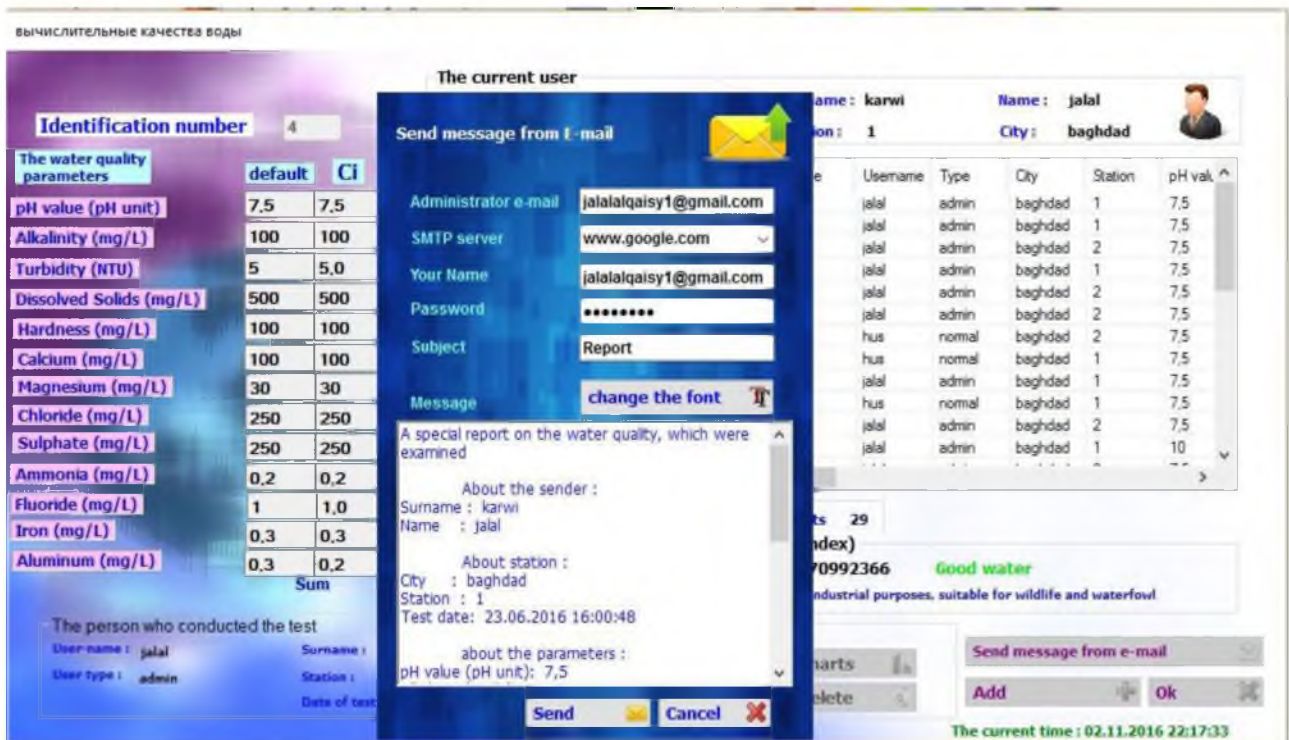 вычислительные качества воды
The current user
ame : karwi Name : jalal
on : 1 City : baghdad
Identification number 4
The water quality parameters default Ci
pH value (pH unit) 7,5 7,5
Alkalinity (mg/L) 100 100
Turbidity (NTU) 5 5,0
Dissolved Solids (mg/L) 500 500
Hardness (mg/L) 100 100
Calcium (mg/L) 100 100
Magnesium (mg/L) 30 30
Chloride (mg/L) 250 250
Sulphate (mg/L) 250 250
Ammonia (mg/L) 0,2 0,2
Fluoride (mg/L) 1 1,0
Iron (mg/L) 0,3 0,3
Aluminum (mg/L) 0,3 0,2
Sum
The person who conducted the test
User name : jalal Surname :
User type : admin Station :
Date of test
Send message from E-mail
Administrator e-mail jalalalqaisy1@gmail.com
SMTP server www.google.com
Your Name jalalalqaisy1@gmail.com
Password ••••••••
Subject Report
Message change the font
A special report on the water quality, which were
examined
About the sender :
Surname : karwi
Name : jalal
About station :
City : baghdad
Station : 1
Test date: 23.06.2016 16:00:48
about the parameters :
pH value (pH unit): 7,5
Send Cancel
e Username Type City Station pH valu
jalal admin baghdad 1 7,5
jalal admin baghdad 1 7,5
jalal admin baghdad 2 7,5
jalal admin baghdad 1 7,5
jalal admin baghdad 2 7,5
jalal admin baghdad 2 7,5
hus normal baghdad 2 7,5
hus normal baghdad 1 7,5
jalal admin baghdad 1 7,5
hus normal baghdad 1 7,5
jalal admin baghdad 2 7,5
jalal admin baghdad 1 10
ts 29
ndex)
70992366 Good water
ndustrial purposes, suitable for wildlife and waterfowl
harts Send message from e-mail
elete Add Ok
The current time : 02.11.2016 22:17:33